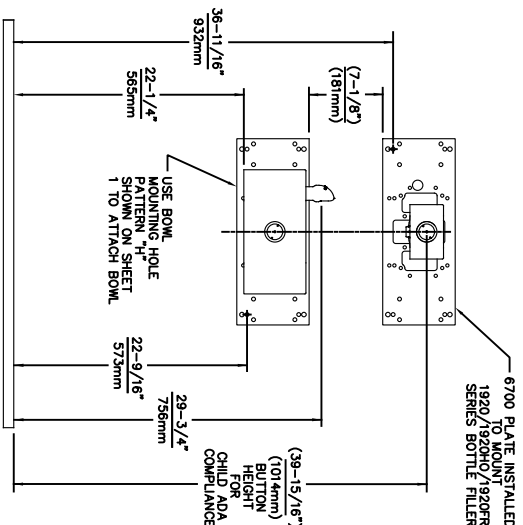 6700 PLATE INSTALLED
TO MOUNT
1920/1920HO/1920FR
SERIES BOTTLE FILLER
36-11/16"
932mm
(7-1/8")
(181mm)
22-1/4"
565mm
USE BOWL
MOUNTING HOLE
PATTERN "H"
SHOWN ON SHEET
1 TO ATTACH BOWL
22-9/16"
573mm
29-3/4"
756mm
(39-15/16")
(1014mm)
BUTTON
HEIGHT
FOR
CHILD ADA
COMPLIANCE